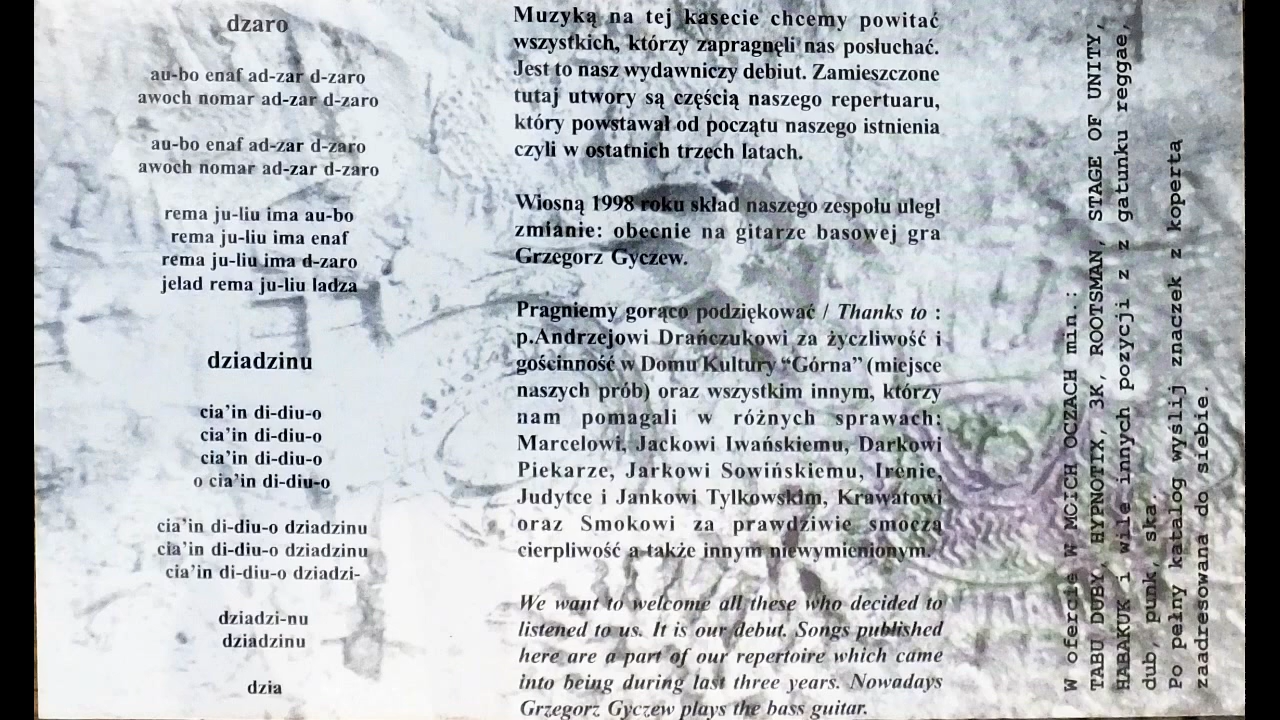 dzaro
au-bo enaf ad-zar d-zaro
awoch nomar ad-zar d-zaro
au-bo enaf ad-zar d-zaro
awoch nomar ad-zar d-zaro
rema ju-liu ima au-bo
rema ju-liu ima enaf
rema ju-liu ima d-zaro
jelad rema ju-liu ladza
dziadzinu
cia'in di-diu-o
cia'in di-diu-o
cia'in di-diu-o
o cia'in di-diu-o
cia'in di-diu-o dziadzinu
cia'in di-diu-o dziadzinu
cia'in di-diu-o dziadzi-
dziadzi-nu
dziadzinu
dzia
Muzyką na tej kasecie chcemy powitać
wszystkich, którzy zapragnęli nas posłuchać.
Jest to nasz wydawniczy debiut. Zamieszczone
tutaj utwory są częścią naszego repertuaru,
który powstawał od początu naszego istnienia
czyli w ostatnich trzech latach.
Wiosną 1998 roku skład naszego zespołu uległ
zmianie: obecnie na gitarze basowej gra
Grzegorz Gyczew.
Pragniemy gorąco podziękować / Thanks to :
p.Andrzejowi Drańczukowi za życzliwość i
gościnność w Domu Kultury “Górna” (miejsce
naszych prób) oraz wszystkim innym, którzy
nam pomagali w różnych sprawach:
Marcelowi, Jackowi Iwańskiemu, Darkowi
Piekarze, Jarkowi Sowińskiemu, Irenie,
Judytce i Jankowi Tylkowskim, Krawatowi
oraz Smokowi za prawdziwie smoczą
cierpliwość a także innym niewymienionym.
We want to welcome all these who decided to
listened to us. It is our debut. Songs published
here are a part of our repertoire which came
into being during last three years. Nowadays
Grzegorz Gyczew plays the bass guitar.
W ofercie W MOICH OCZACH min.:
TABU DUBY, HYPNOTIX, 3K, ROOTSMAN, STAGE OF UNITY,
HABAKUK i wile innych pozycji z z gatunku reggae,
dub, punk, ska.
Po pełny katalog wyślij znaczek z kopertą
zaadresowaną do siebie.